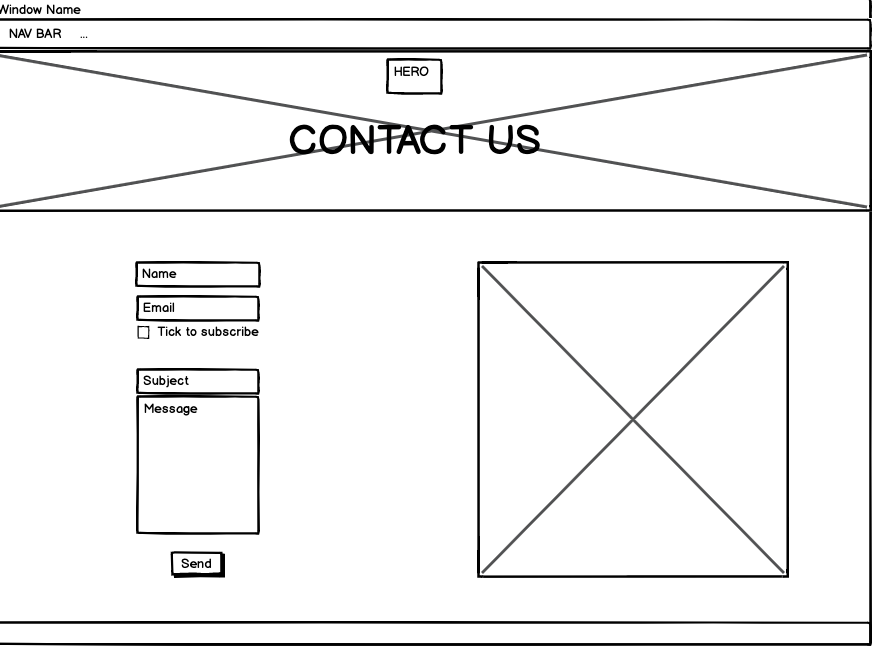 Window Name
NAV BAR ...
HERO
CONTACT US
Name
Email
Tick to subscribe
Subject
Message
Send